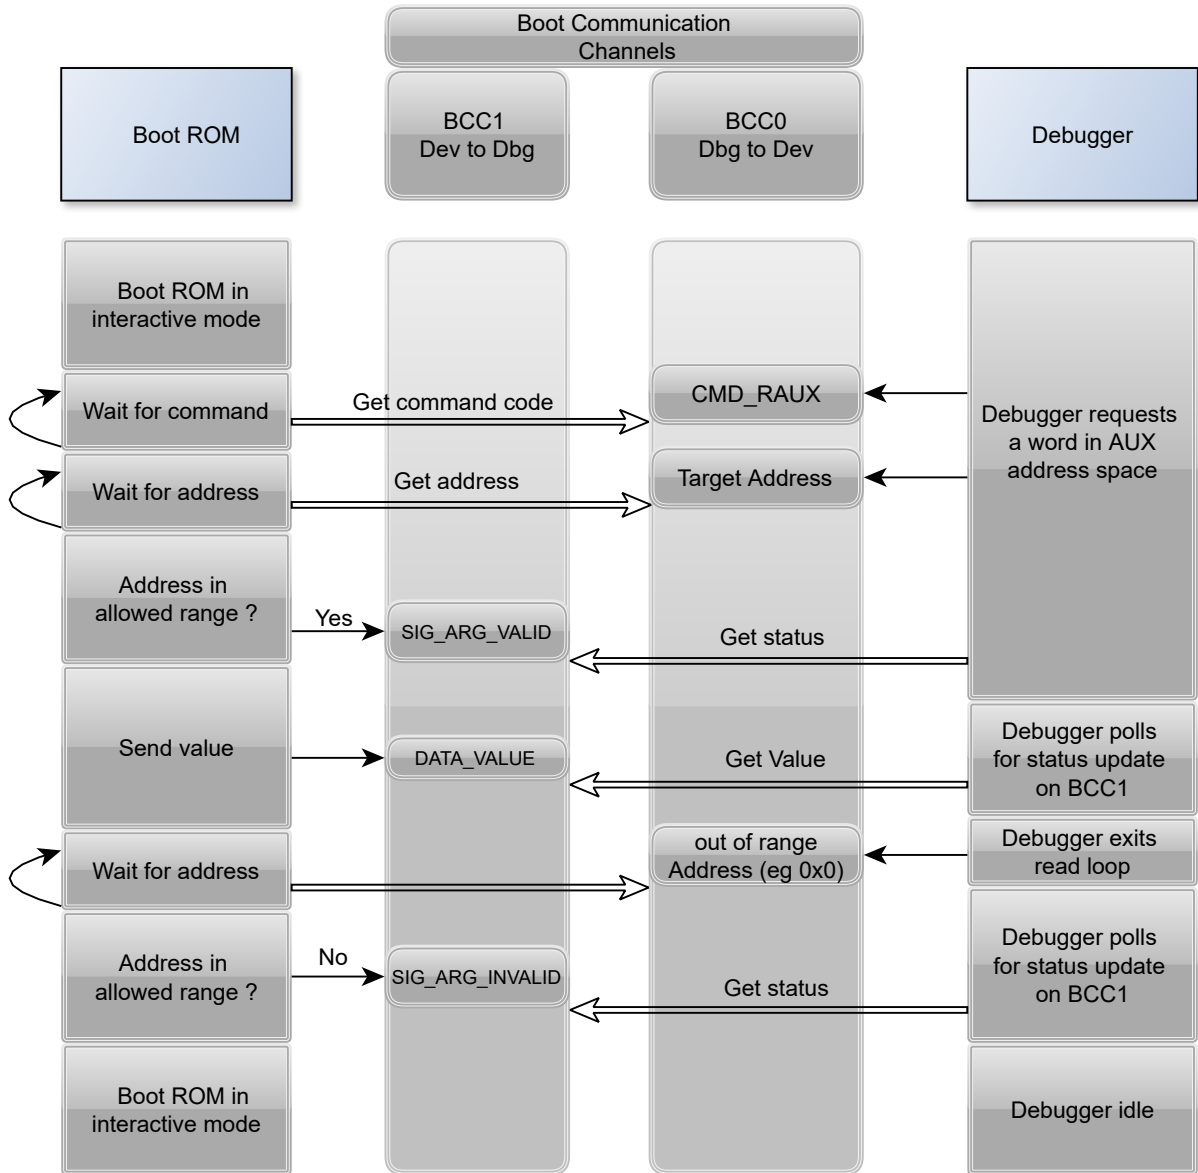 Boot Communication
Channels
Boot ROM
BCC1
Dev to Dbg
BCC0
Dbg to Dev
Debugger
Boot ROM in
interactive mode
Wait for command
Get command code
CMD_RAUX
Debugger requests
a word in AUX
address space
Wait for address
Get address
Target Address
Address in
allowed range ?
Yes
SIG_ARG_VALID
Get status
Send value
DATA_VALUE
Get Value
Debugger polls
for status update
on BCC1
Wait for address
out of range
Address (eg 0x0)
Debugger exits
read loop
Address in
allowed range ?
No
SIG_ARG_INVALID
Get status
Debugger polls
for status update
on BCC1
Boot ROM in
interactive mode
Debugger idle